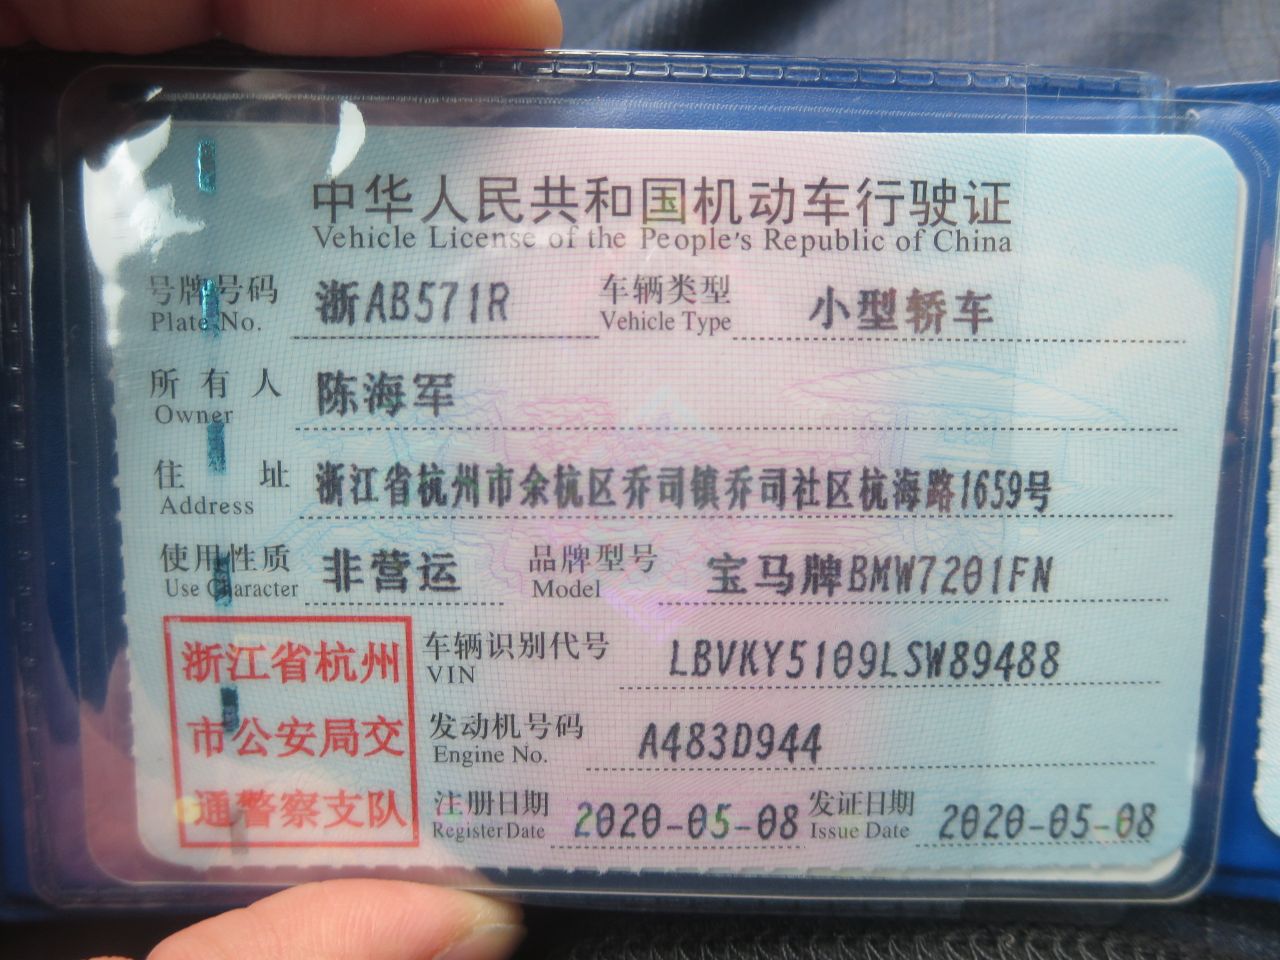 中华人民共和国机动车行驶证
Vehicle License of the People's Republic of China
号牌号码 浙AB571R 车辆类型 小型轿车
Plate No. Vehicle Type
所有人 陈海军
Owner
住址 浙江省杭州市余杭区乔司镇乔司社区杭海路1659号
Address
使用性质 非营运 品牌型号 宝马牌BMW7201FN
Use Character Model
浙江省杭州
市公安局交
通警察支队
车辆识别代号 LBVKY5109LSW89488
VIN
发动机号码 A483D944
Engine No.
注册日期 2020-05-08 发证日期 2020-05-08
Register Date Issue Date